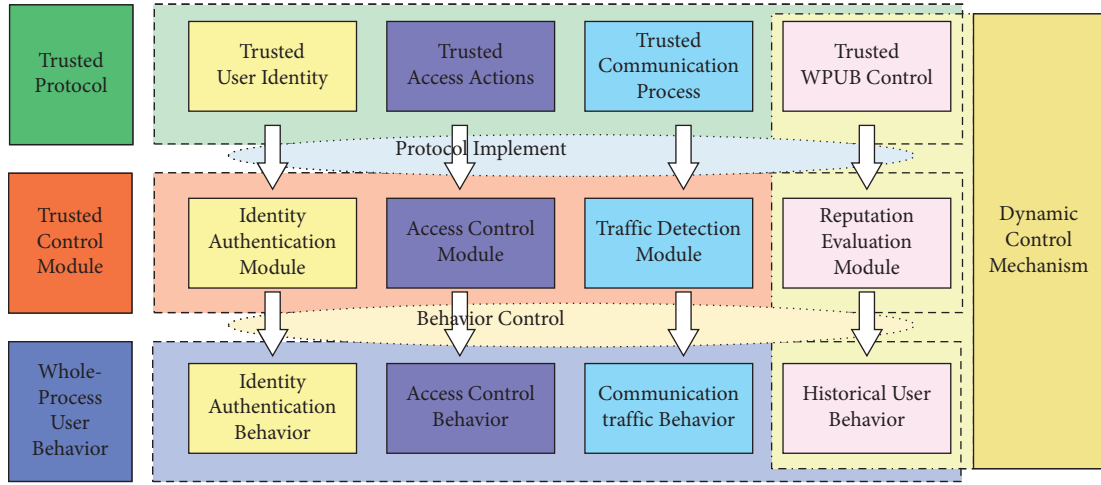 Trusted
Protocol
Trusted
User Identity
Trusted
Access Actions
Trusted
Communication
Process
Trusted
WPUB Control
Protocol Implement
Trusted
Control
Module
Identity
Authentication
Module
Access Control
Module
Traffic Detection
Module
Reputation
Evaluation
Module
Dynamic
Control
Mechanism
Behavior Control
Whole-
Process
User
Behavior
Identity
Authentication
Behavior
Access Control
Behavior
Communication
traffic Behavior
Historical User
Behavior